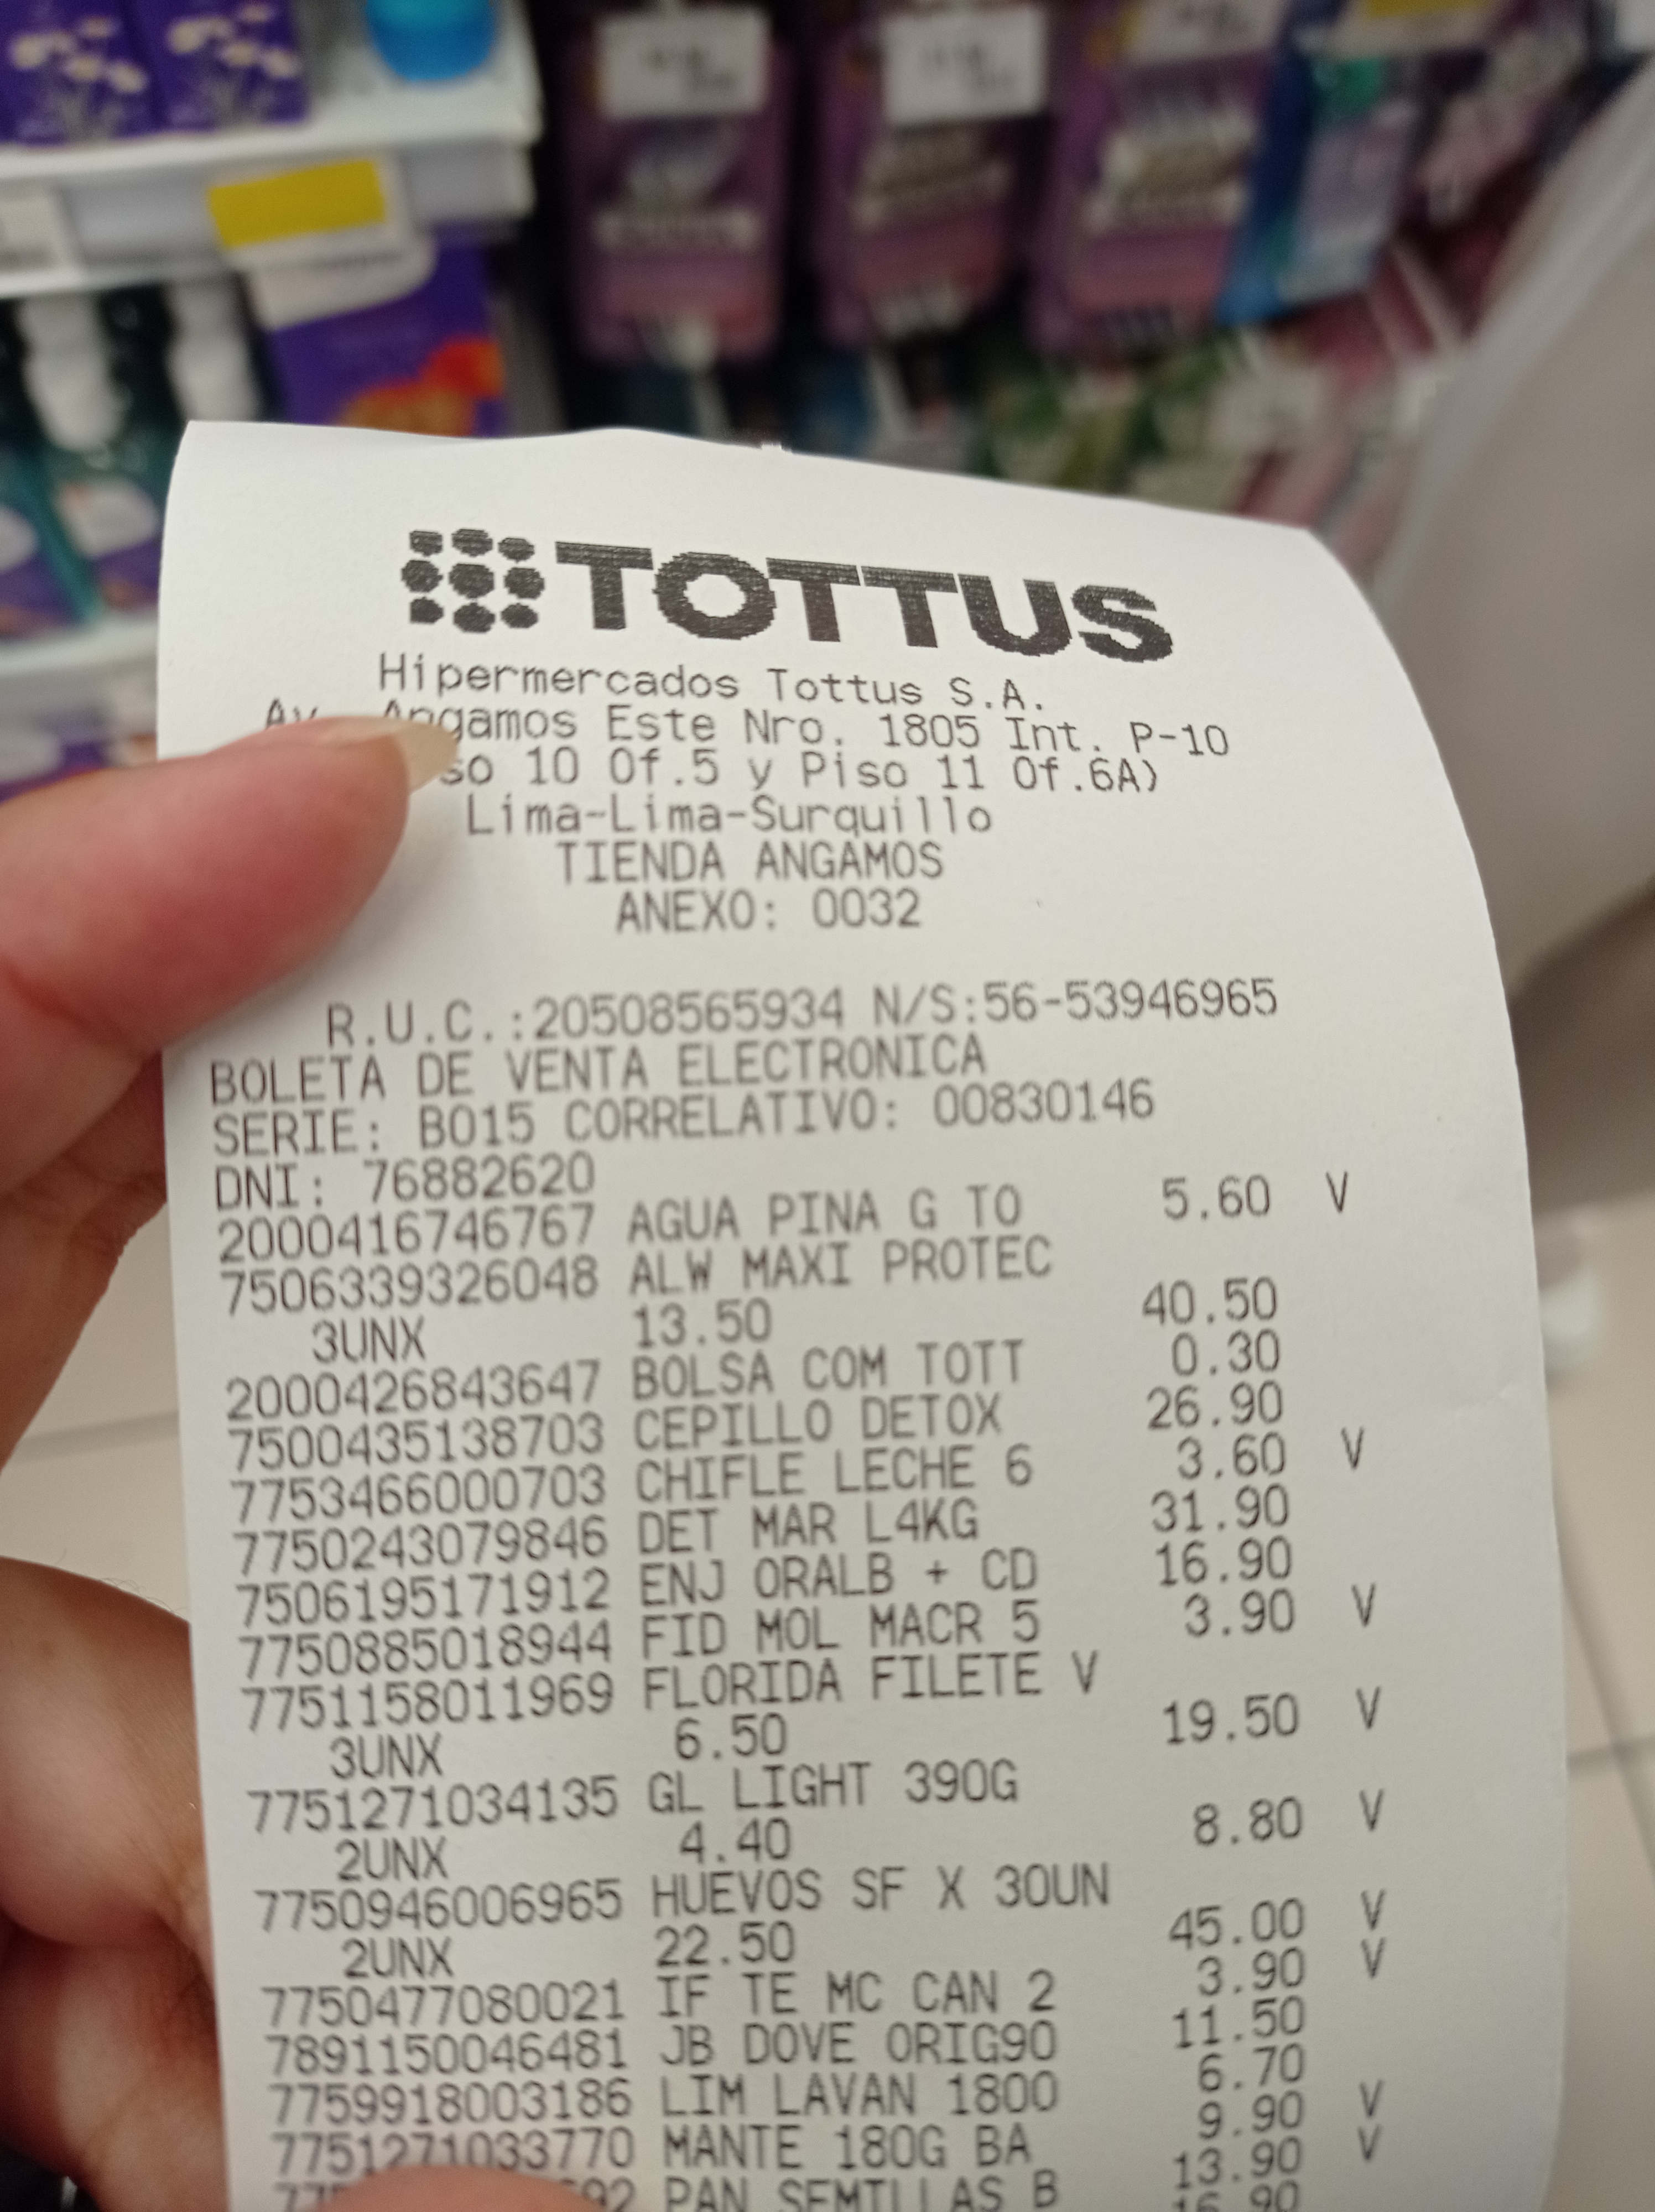 TOTTUS
Hipermercados Tottus S.A.
Av. Angamos Este Nro. 1805 Int. P-10
so 10 Of.5 y Piso 11 Of.6A)
Lima-Lima-Surquillo
TIENDA ANGAMOS
ANEXO: 0032
R.U.C.:20508565934 N/S:56-53946965
BOLETA DE VENTA ELECTRONICA
SERIE: B015 CORRELATIVO: 00830146
DNI: 76882620
2000416746767 AGUA PINA G TO 5.60 V
7506339326048 ALW MAXI PROTEC
3UNX 13.50 40.50
2000426843647 BOLSA COM TOTT 0.30
7500435138703 CEPILLO DETOX 26.90
7753466000703 CHIFLE LECHE 6 3.60 V
7750243079846 DET MAR L4KG 31.90
7506195171912 ENJ ORALB + CD 16.90
7750885018944 FID MOL MACR 5 3.90 V
7751158011969 FLORIDA FILETE V
3UNX 6.50 19.50 V
7751271034135 GL LIGHT 390G
2UNX 4.40 8.80 V
7750946006965 HUEVOS SF X 30UN
2UNX 22.50 45.00 V
7750477080021 IF TE MC CAN 2 3.90 V
7891150046481 JB DOVE ORIG90 11.50
7759918003186 LIM LAVAN 1800 6.70
7751271033770 MANTE 180G BA 9.90 V
PAN SEMILLAS B 13.90 V